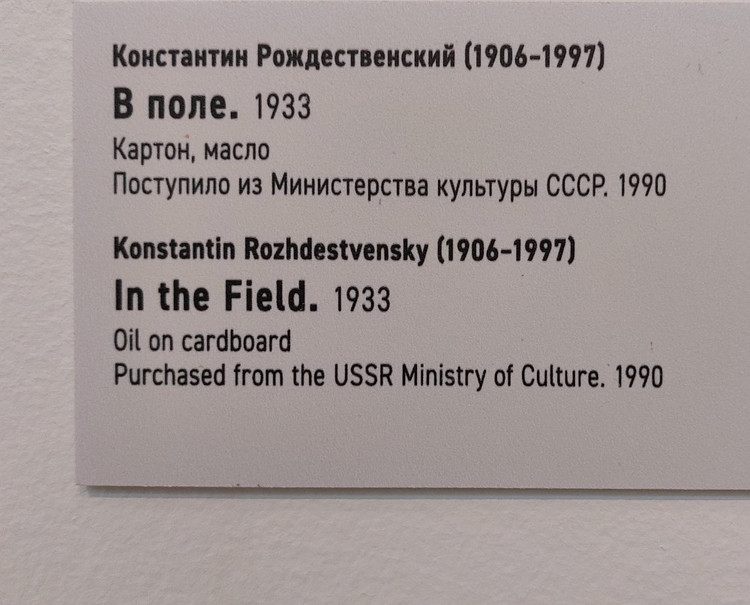 Константин Рождественский (1906-1997)
В поле. 1933
Картон, масло
Поступило из Министерства культуры СССР. 1990
Konstantin Rozhdestvensky (1906-1997)
In the Field. 1933
Oil on cardboard
Purchased from the USSR Ministry of Culture. 1990